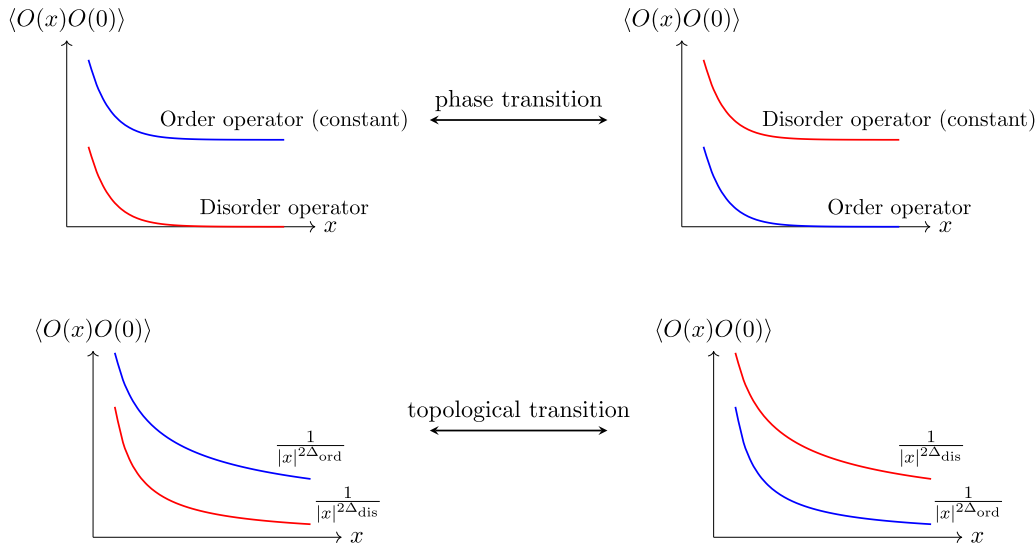 ⟨O(x)O(0)⟩
Order operator (constant)
Disorder operator
x
phase transition
⟨O(x)O(0)⟩
Disorder operator (constant)
Order operator
x
⟨O(x)O(0)⟩
1/|x|^{2Δ_ord}
1/|x|^{2Δ_dis}
x
topological transition
⟨O(x)O(0)⟩
1/|x|^{2Δ_dis}
1/|x|^{2Δ_ord}
x